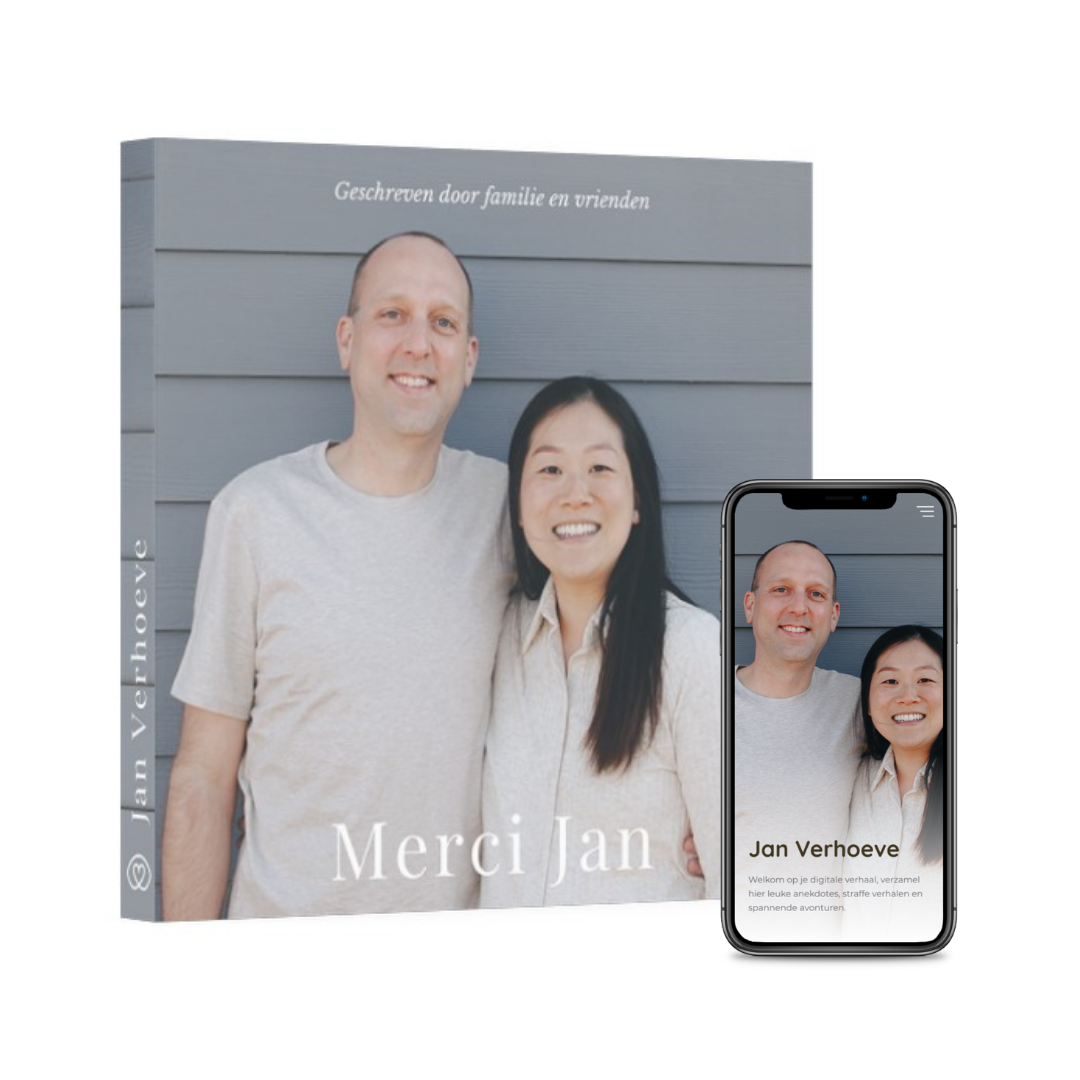 Geschreven door familie en vrienden
Merci Jan
Jan Verhoeve
Jan Verhoeve
Welkom op je digitale verhaal, verzamel
hier leuke anekdotes, straffe verhalen en
spannende avonturen.